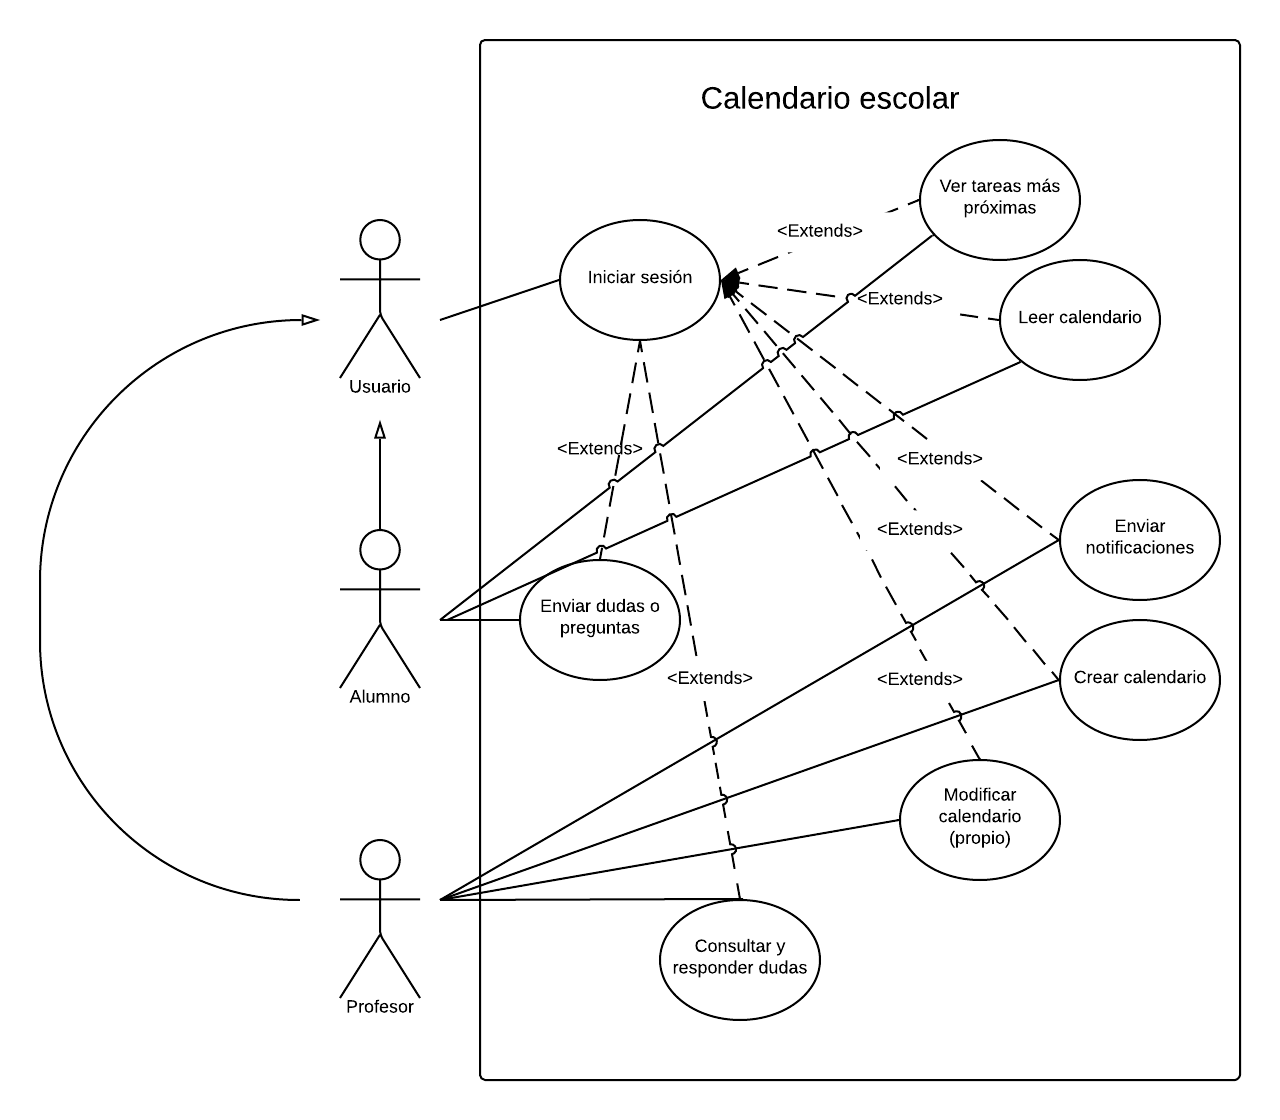 Calendario escolar
Ver tareas más
próximas
<Extends>
Iniciar sesión
<Extends>
Leer calendario
Usuario
<Extends>
<Extends>
<Extends>
Enviar
notificaciones
Enviar dudas o
preguntas
<Extends>
<Extends>
Crear calendario
Alumno
Modificar
calendario
(propio)
Consultar y
responder dudas
Profesor